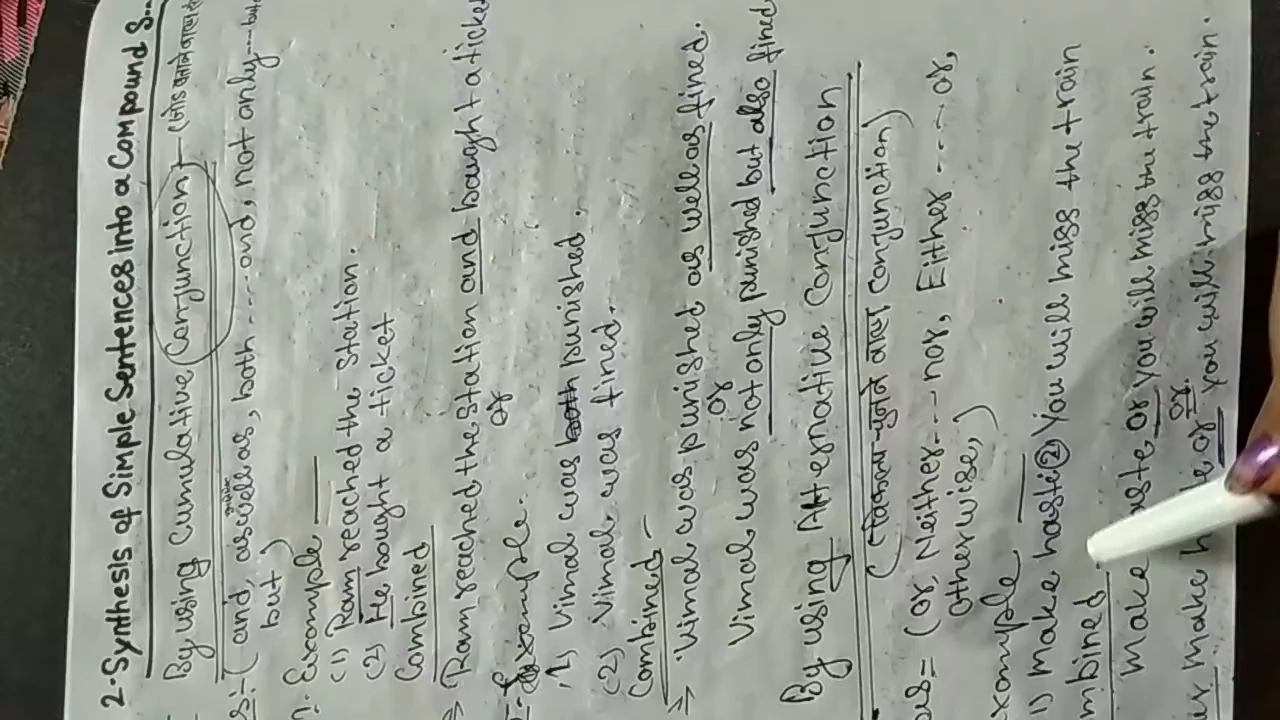 2-Synthesis of Simple Sentences into a Compound S...
By using Cumulative Conjunction
s:- (and, as well as, both ---- and, not only --- but
but)
Example
(1) Ram reached the Station.
(2) He bought a ticket
Combined
⇒ Ram reached the Station and bought a ticket
or
Example.
1) Vimal was both punished.
(2) Vimal was fined.
Combined-
⇒ Vimal was punished as well as fined.
or
Vimal was not only punished but also fined
By using Alternative Conjunction
वाला Conjunction)
= (or, Neither --- nor, Either ---- or,
Otherwise,)
example
1) Make haste ② You will miss the train
mbined
Make haste or you will miss the train.
or
make or you will miss the train.